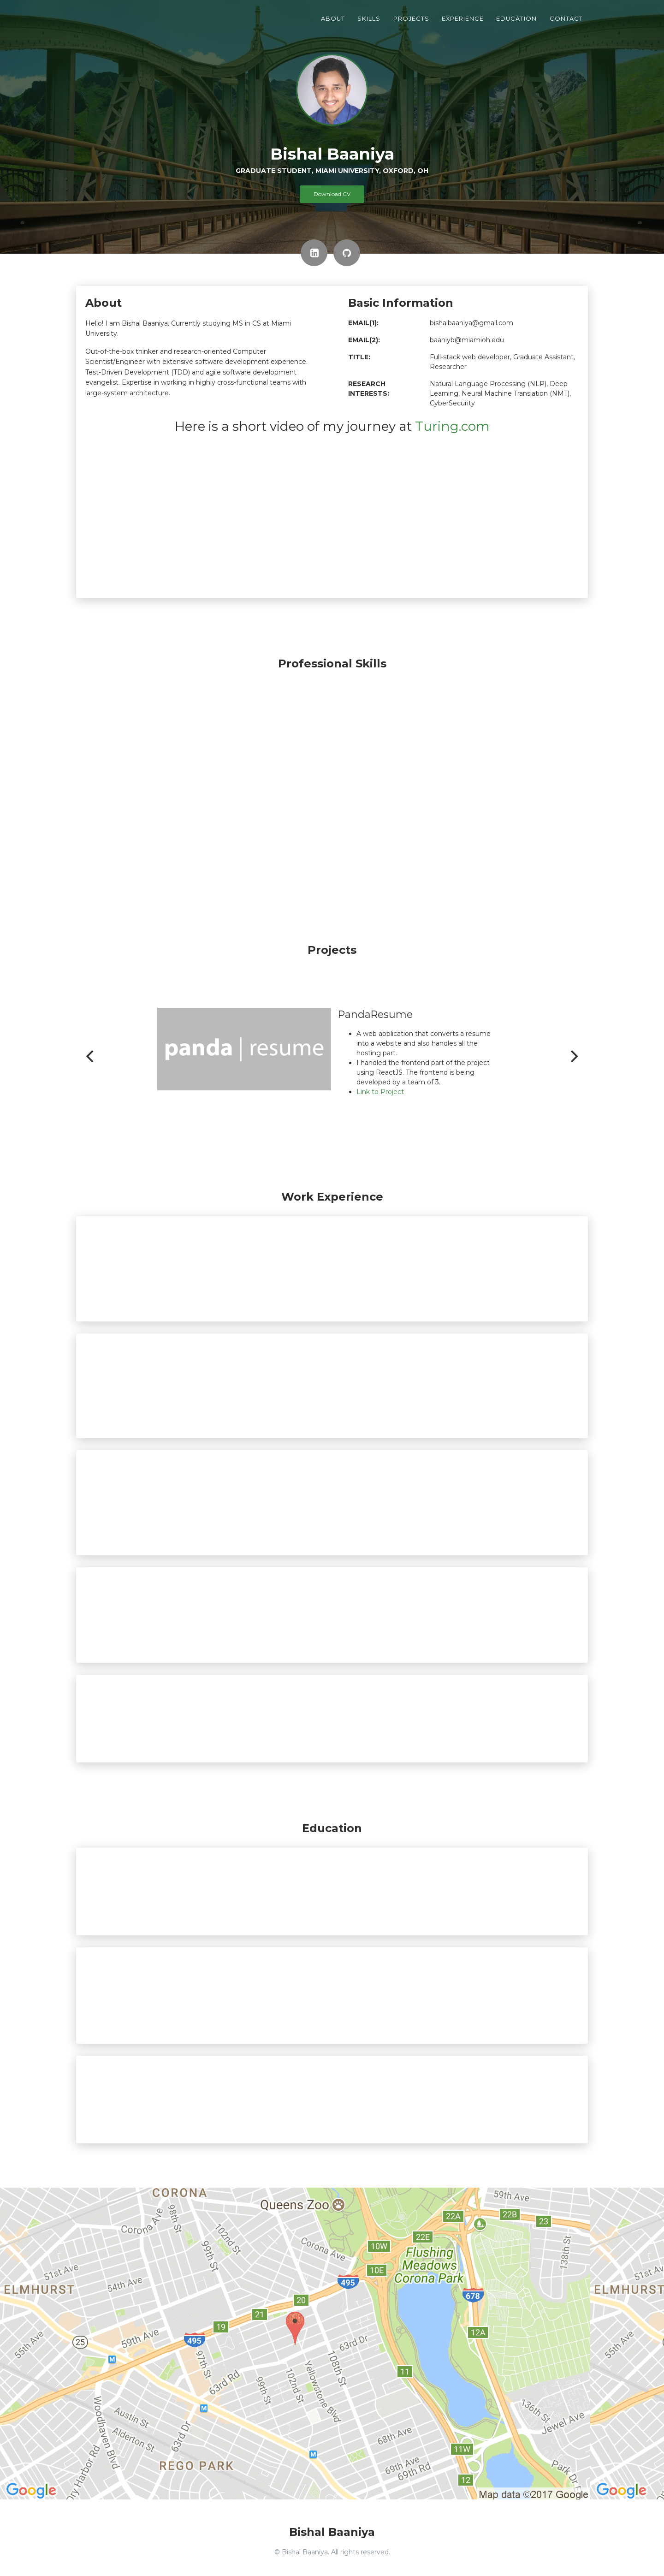 ABOUT SKILLS PROJECTS EXPERIENCE EDUCATION CONTACT
Bishal Baaniya
GRADUATE STUDENT, MIAMI UNIVERSITY, OXFORD, OH
Download CV
About
Hello! I am Bishal Baaniya. Currently studying MS in CS at Miami
University.
Out-of-the-box thinker and research-oriented Computer
Scientist/Engineer with extensive software development experience.
Test-Driven Development (TDD) and agile software development
evangelist. Expertise in working in highly cross-functional teams with
large-system architecture.
Basic Information
EMAIL(1): bishalbaaniya@gmail.com
EMAIL(2): baaniyb@miamioh.edu
TITLE: Full-stack web developer, Graduate Assistant,
Researcher
RESEARCH INTERESTS: Natural Language Processing (NLP), Deep
Learning, Neural Machine Translation (NMT),
CyberSecurity
Here is a short video of my journey at Turing.com
Professional Skills
Projects
panda | resume
PandaResume
A web application that converts a resume
into a website and also handles all the
hosting part.
I handled the frontend part of the project
using ReactJS. The frontend is being
developed by a team of 3.
Link to Project
Work Experience
Education
CORONA
Queens Zoo
59th Ave
22A
22B
23
98th St
Corona Ave
102nd St
99th St
Corona Ave
10W
22E
Flushing
Meadows
Corona Park
138th St
51st Ave
54th Ave
10E
495
678
ELMHURST
ELMHURST
20
21
19
59th Ave
495
12A
25
55th Ave
97th St
63rd Dr
108th St
11
63rd Rd
102nd St
99th St
Yellowstone Blvd
136th St
Jewel Ave
Woodhaven Blvd
Austin St
Alderton St
63rd Dr
68th Ave
11W
REGO PARK
69th Ave
69th Rd
12
Park Dr
Dry Harbor Rd
Google
Map data ©2017 Google
Google
Bishal Baaniya
© Bishal Baaniya. All rights reserved.